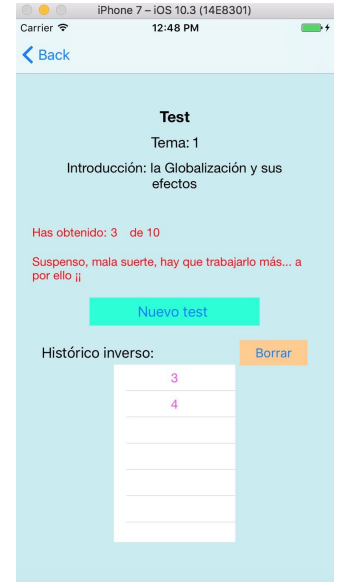 iPhone 7 – iOS 10.3 (14E8301)
Carrier 12:48 PM
Back
Test
Tema: 1
Introducción: la Globalización y sus
efectos
Has obtenido: 3 de 10
Suspenso, mala suerte, hay que trabajarlo más... a
por ello ¡¡
Nuevo test
Histórico inverso: Borrar
3
4